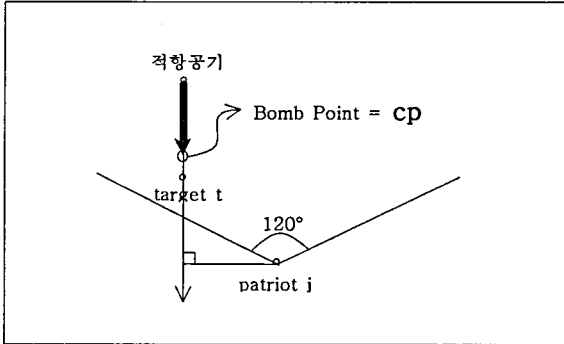 적항공기
Bomb Point = cp
target t
120°
patriot j